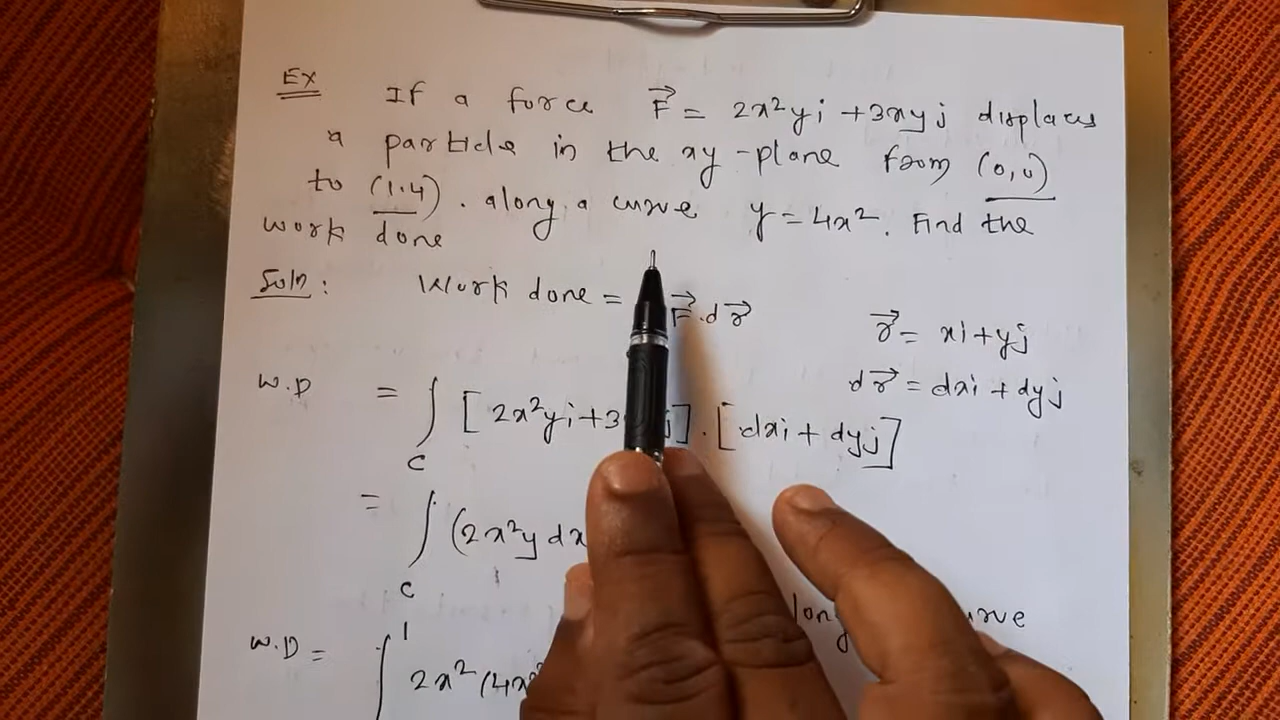 Ex If a force F⃗ = 2x²yi + 3xyj displaces
a particle in the xy-plane from (0,0)
to (1.4). along a curve y = 4x². Find the
work done
Soln: Work done = F⃗.dr⃗
r⃗ = xi + yj
dr⃗ = dxi + dyj
W.D = ∫ [2x²yi + 3 j] . [dxi + dyj]
C
= ∫ (2x²y dx
C
W.D = ∫ 2x² (4x²
1